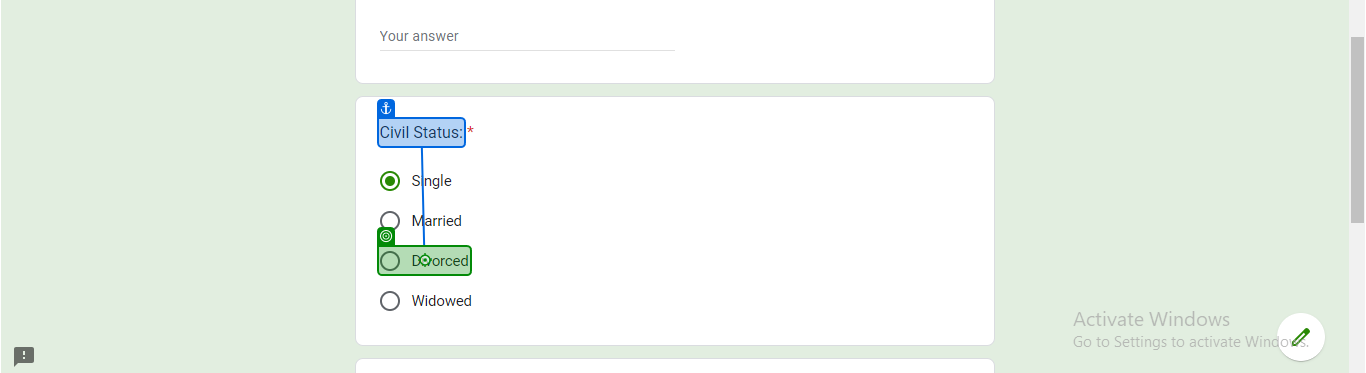 Your answer
Civil Status: *
Single
Married
Divorced
Widowed
Activate Windows
Go to Settings to activate Windows.